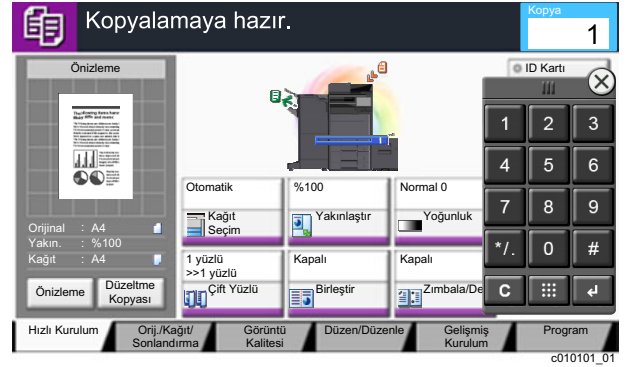 Kopyalamaya hazır.
Kopya
1
Önizleme
ID Kartı
Orijinal : A4
Yakın. : %100
Kağıt : A4
Önizleme
Düzeltme
Kopyası
Otomatik
Kağıt
Seçim
%100
Yakınlaştır
Normal 0
Yoğunluk
1 yüzlü
>>1 yüzlü
Çift Yüzlü
Kapalı
Birleştir
Kapalı
Zımbala/De
1 2 3
4 5 6
7 8 9
*/. 0 #
C
Hızlı Kurulum
Orij./Kağıt/
Sonlandırma
Görüntü
Kalitesi
Düzen/Düzenle
Gelişmiş
Kurulum
Program
c010101_01